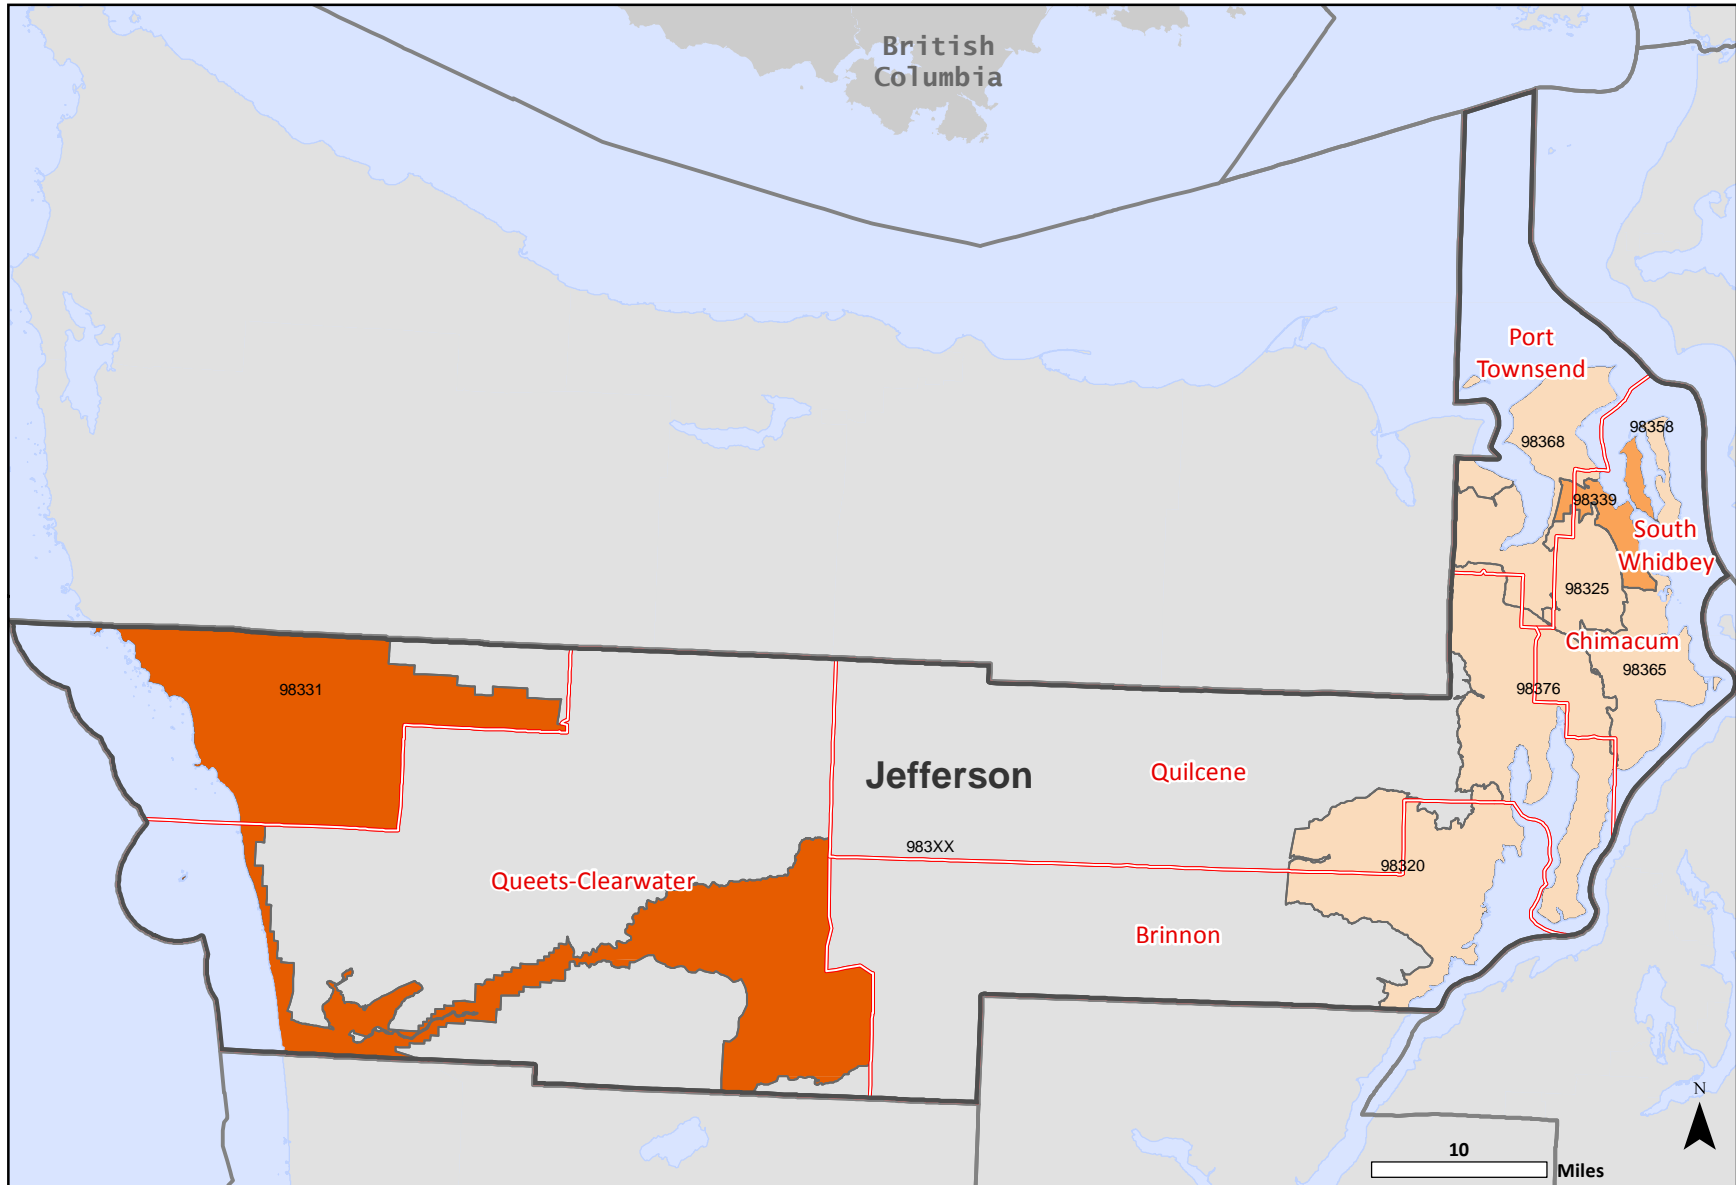 British
Columbia
Port
Townsend
98358
98368
98339
South
Whidbey
98325
Chimacum
98365
98331
98376
Jefferson
Quilcene
983XX
98320
Queets-Clearwater
Brinnon
N
10
Miles